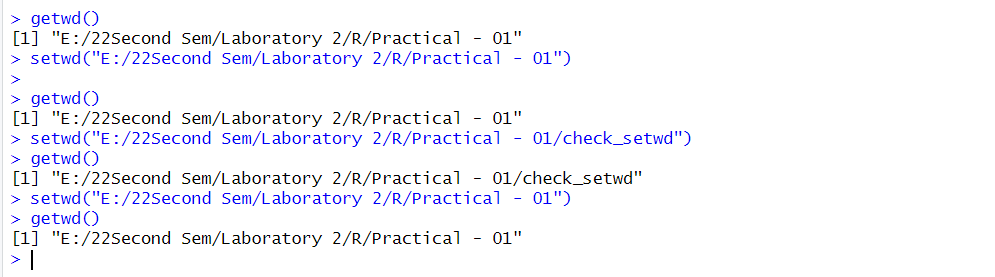 > getwd()
[1] "E:/22Second Sem/Laboratory 2/R/Practical - 01"
> setwd("E:/22Second Sem/Laboratory 2/R/Practical - 01")
>
> getwd()
[1] "E:/22Second Sem/Laboratory 2/R/Practical - 01"
> setwd("E:/22Second Sem/Laboratory 2/R/Practical - 01/check_setwd")
> getwd()
[1] "E:/22Second Sem/Laboratory 2/R/Practical - 01/check_setwd"
> setwd("E:/22Second Sem/Laboratory 2/R/Practical - 01")
> getwd()
[1] "E:/22Second Sem/Laboratory 2/R/Practical - 01"
>